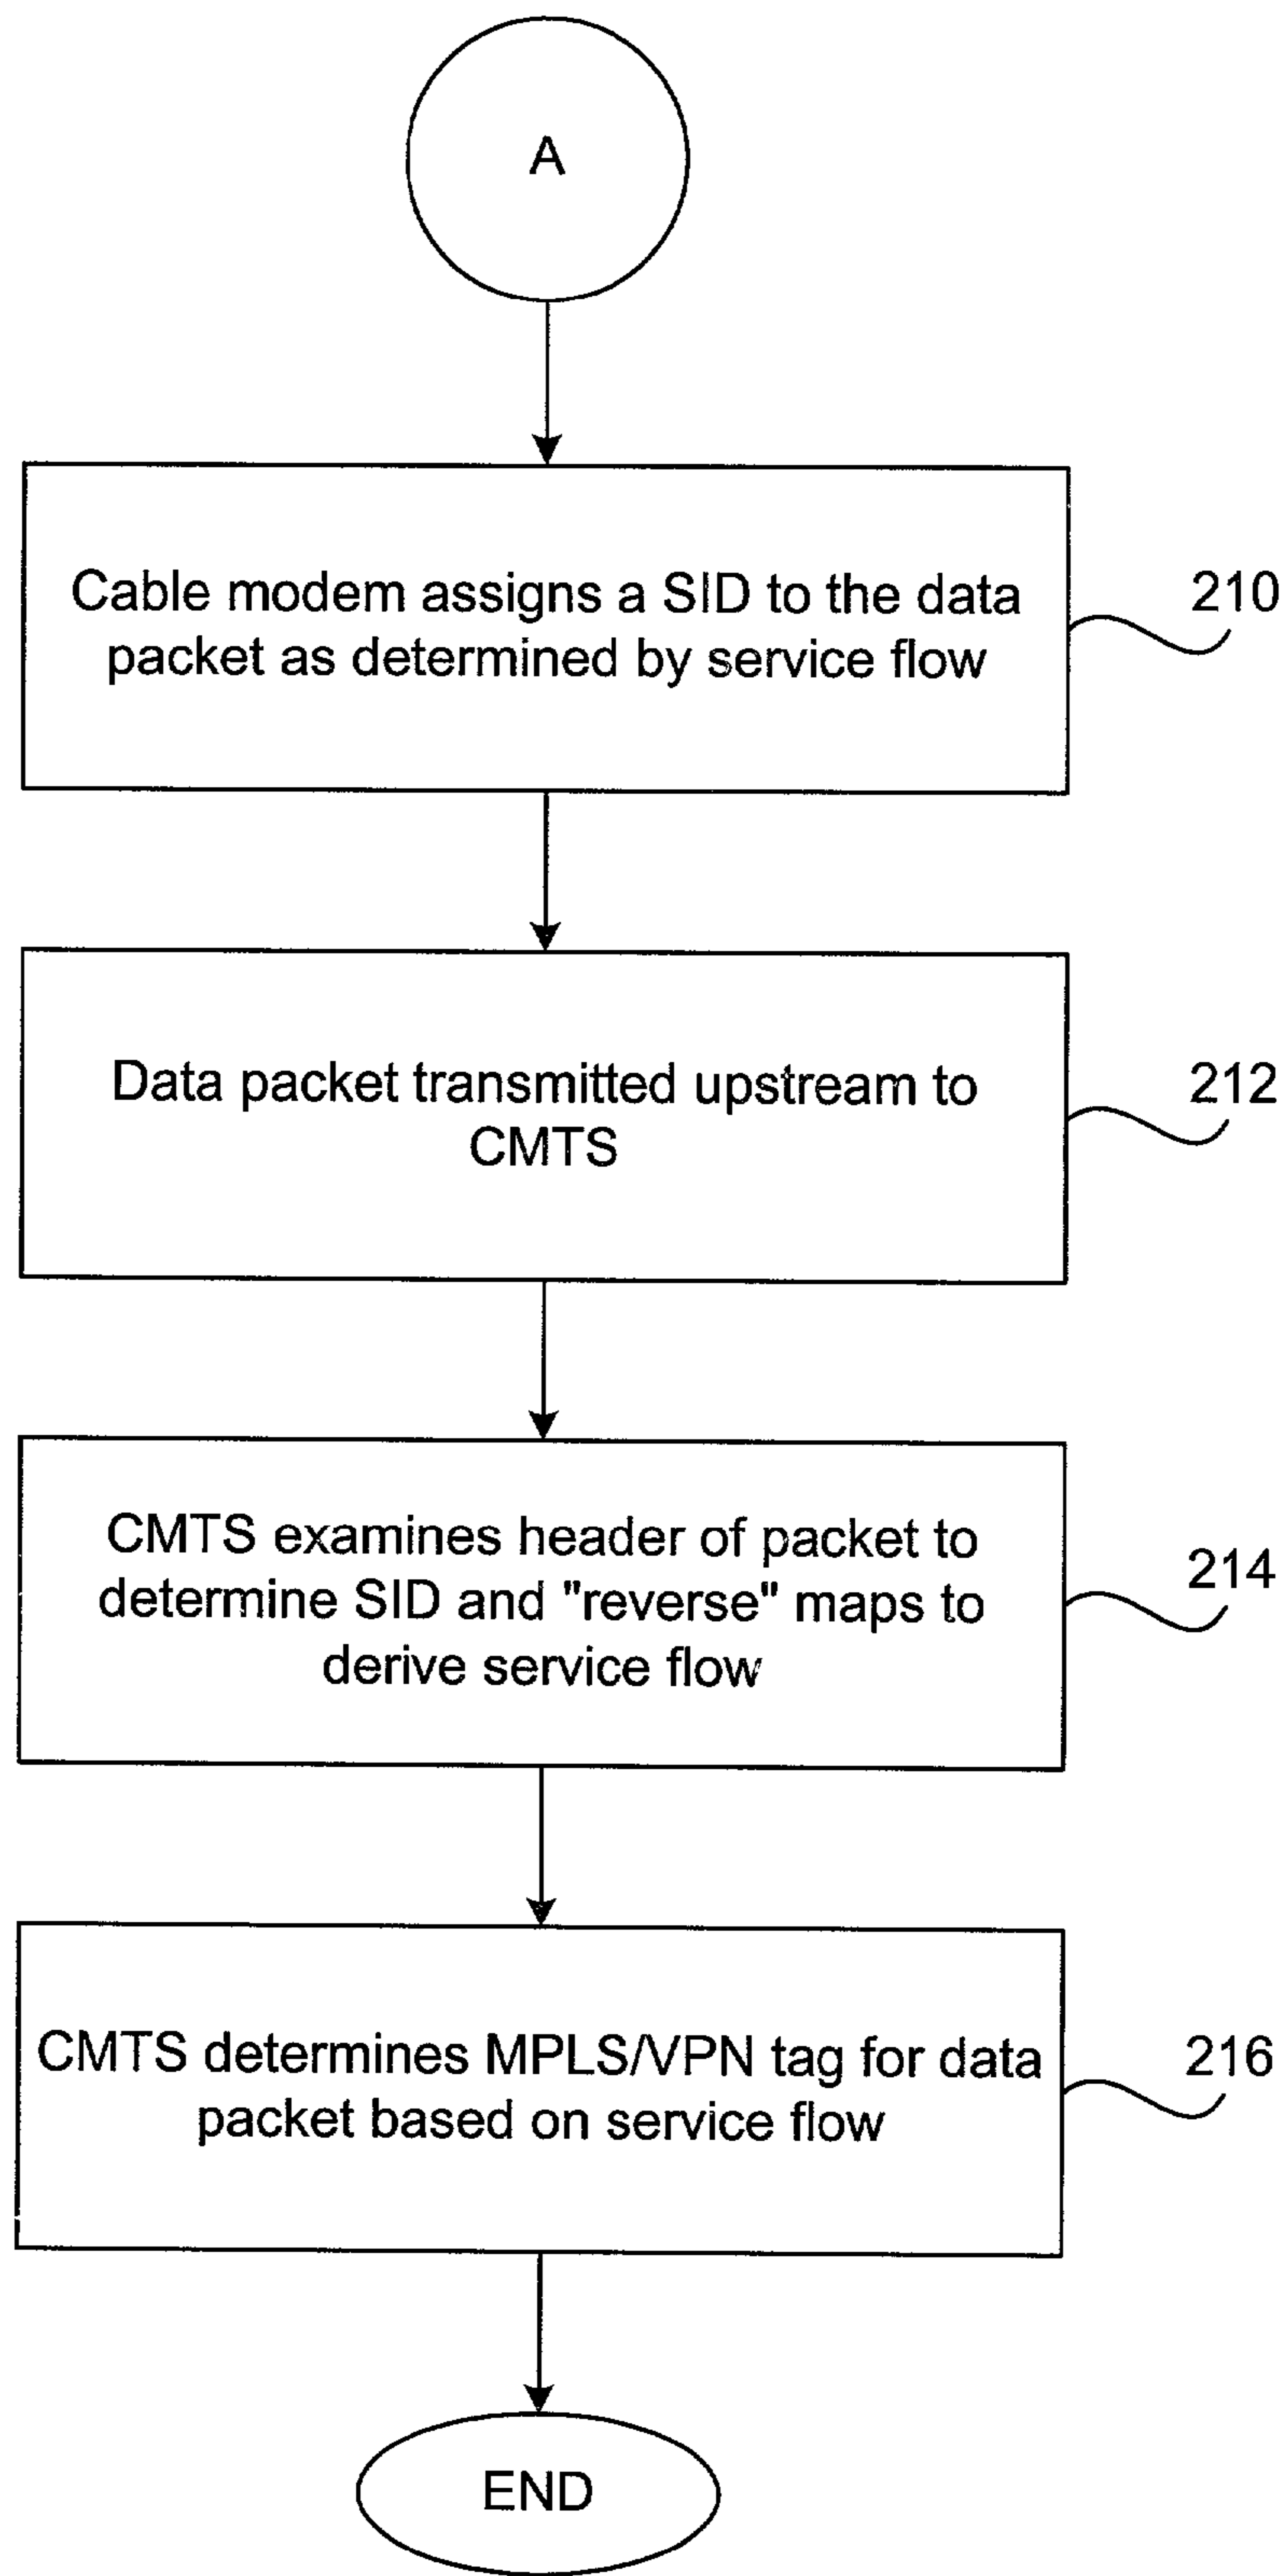 A
Cable modem assigns a SID to the data
packet as determined by service flow
210
Data packet transmitted upstream to
CMTS
212
CMTS examines header of packet to
determine SID and "reverse" maps to
derive service flow
214
CMTS determines MPLS/VPN tag for data
packet based on service flow
216
END